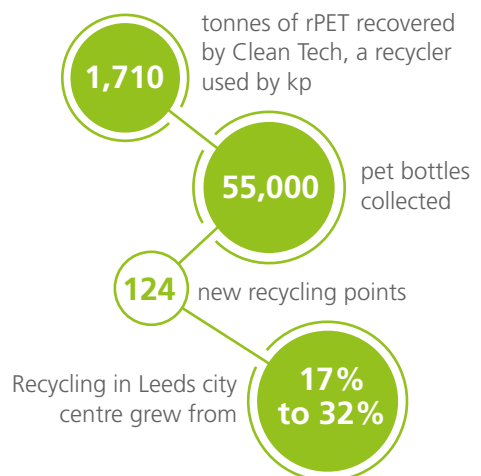 1,710
tonnes of rPET recovered
by Clean Tech, a recycler
used by kp
55,000
pet bottles
collected
124
new recycling points
Recycling in Leeds city
centre grew from
17%
to 32%